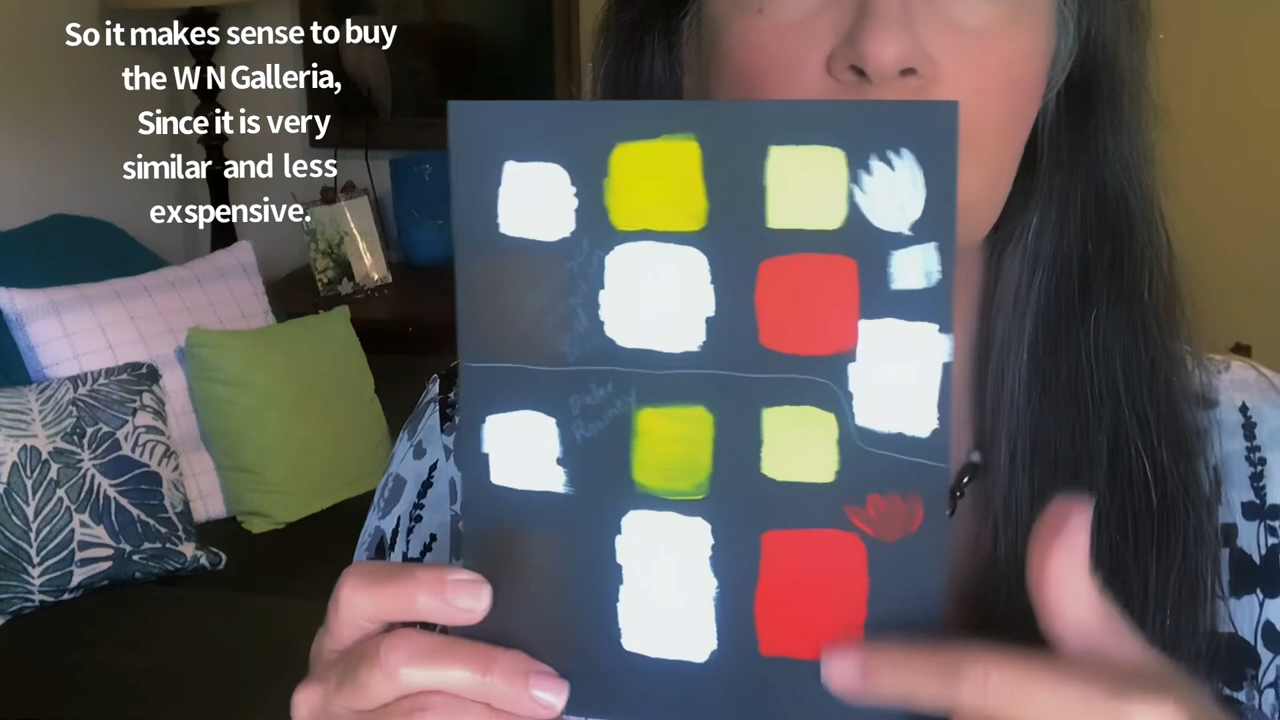 So it makes sense to buy
the W N Galleria,
Since it is very
similar and less
exspensive.
Daler
Rowney